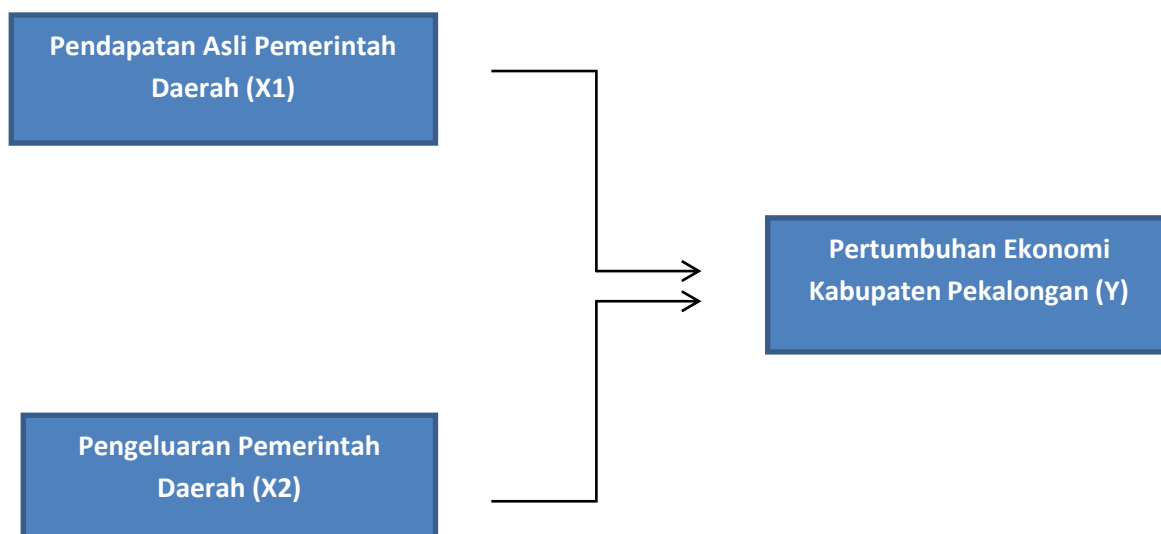 Pendapatan Asli Pemerintah
Daerah (X1)
Pertumbuhan Ekonomi
Kabupaten Pekalongan (Y)
Pengeluaran Pemerintah
Daerah (X2)